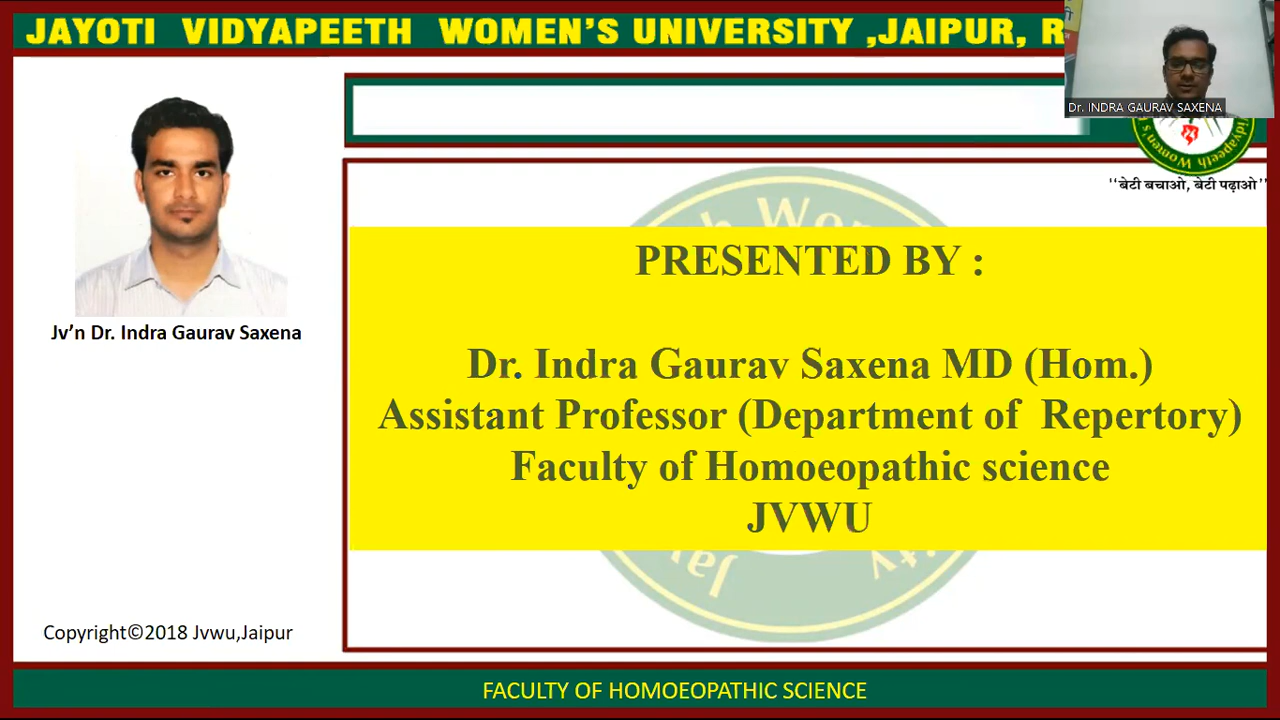 JAYOTI VIDYAPEETH WOMEN'S UNIVERSITY ,JAIPUR, R
Dr. INDRA GAURAV SAXENA
Vidyapeeth Women's
“बेटी बचाओ, बेटी पढ़ाओ”
Jv’n Dr. Indra Gaurav Saxena
PRESENTED BY :
Dr. Indra Gaurav Saxena MD (Hom.)
Assistant Professor (Department of Repertory)
Faculty of Homoeopathic science
JVWU
Copyright©2018 Jvwu,Jaipur
FACULTY OF HOMOEOPATHIC SCIENCE